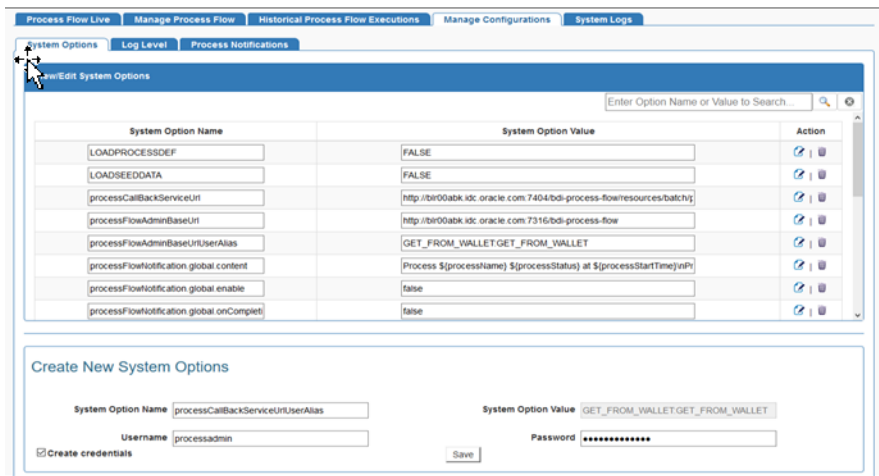 Process Flow Live Manage Process Flow Historical Process Flow Executions Manage Configurations System Logs
System Options Log Level Process Notifications
View/Edit System Options
Enter Option Name or Value to Search...
System Option Name System Option Value Action
LOADPROCESSDEF FALSE |
LOADSEEDDATA FALSE |
processCallBackServiceUrl http://blr00abk.idc.oracle.com:7404/bdi-process-flow/resources/batch/p |
processFlowAdminBaseUrl http://blr00abk.idc.oracle.com:7316/bdi-process-flow |
processFlowAdminBaseUrlUserAlias GET_FROM_WALLET:GET_FROM_WALLET |
processFlowNotification.global.content Process ${processName} ${processStatus} at ${processStartTime}\nPr |
processFlowNotification.global.enable false |
processFlowNotification.global.onCompleti false |
Create New System Options
System Option Name processCallBackServiceUrlUserAlias System Option Value GET_FROM_WALLET:GET_FROM_WALLET
Username processadmin Password •••••••••••••
Create credentials Save